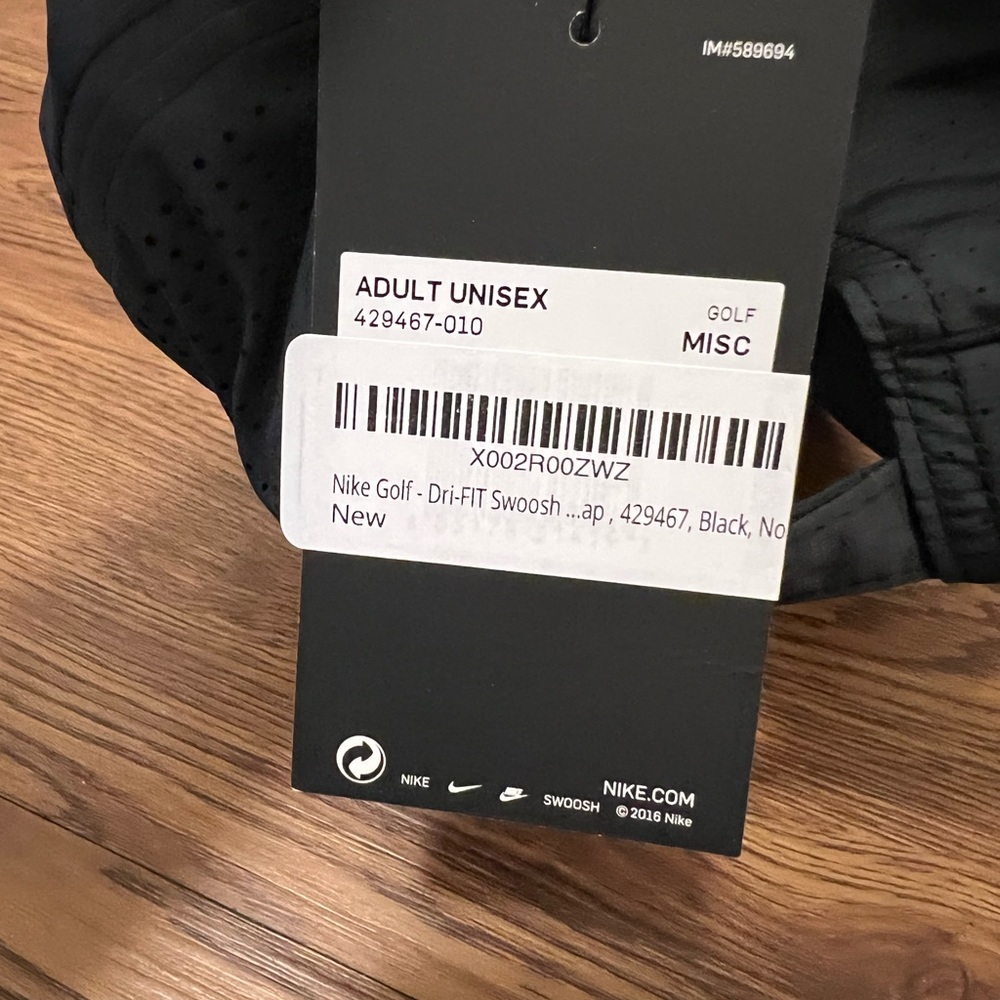 IM#589694
ADULT UNISEX
429467-010
GOLF
MISC
X002R00ZWZ
Nike Golf - Dri-FIT Swoosh ...ap , 429467, Black, No
New
NIKE SWOOSH
NIKE.COM
© 2016 Nike